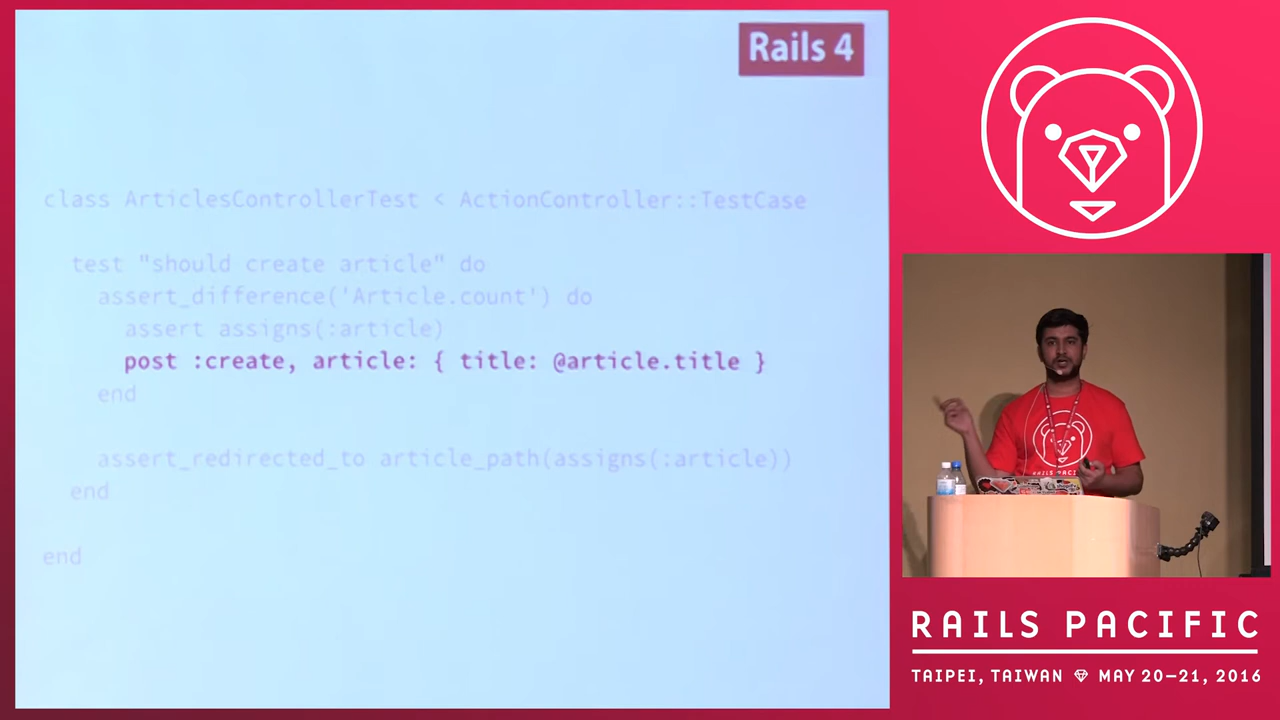 Rails 4
class ArticlesControllerTest < ActionController::TestCase
test "should create article" do
assert_difference('Article.count') do
assert assigns(:article)
post :create, article: { title: @article.title }
end
assert_redirected_to article_path(assigns(:article))
end
end
RAILS PACIFIC
RAILS PACIFIC
TAIPEI, TAIWAN MAY 20–21, 2016